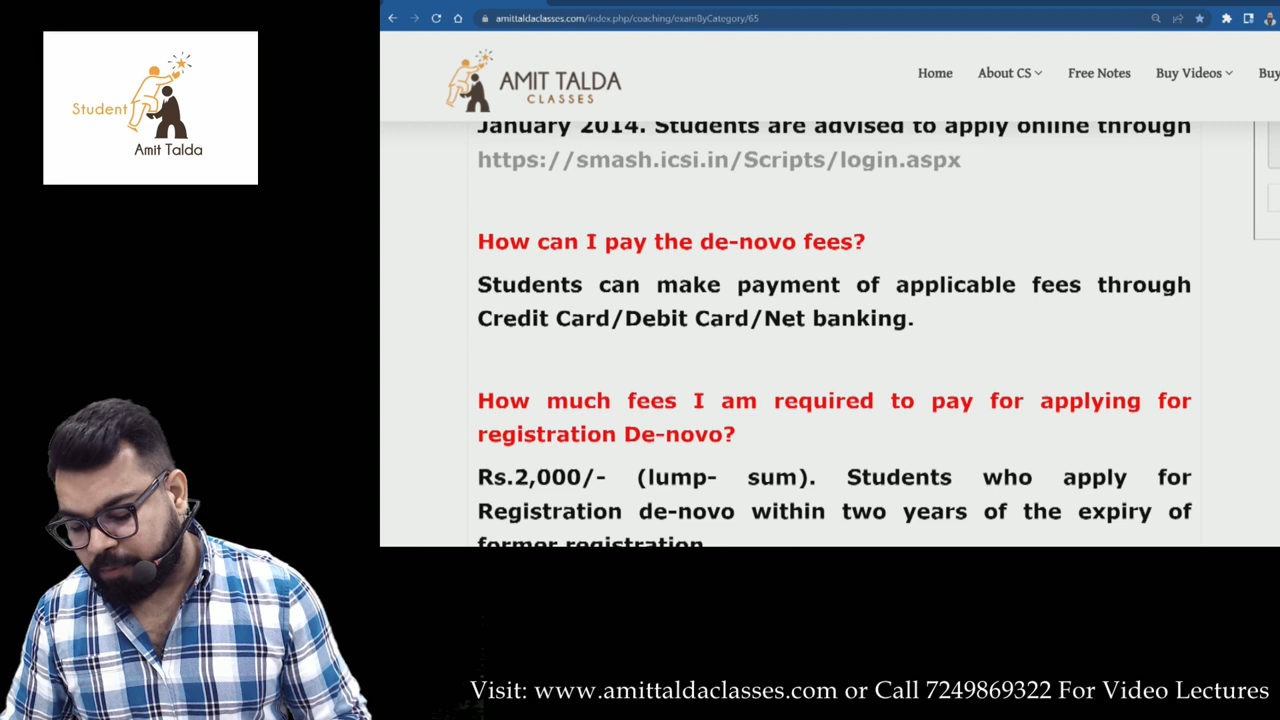 Student
Amit Talda
amittaldaclasses.com/index.php/coaching/examByCategory/65
AMIT TALDA
CLASSES
Home
About CS
Free Notes
Buy Videos
Buy
January 2014. Students are advised to apply online through
https://smash.icsi.in/Scripts/login.aspx
How can I pay the de-novo fees?
Students can make payment of applicable fees through
Credit Card/Debit Card/Net banking.
How much fees I am required to pay for applying for
registration De-novo?
Rs.2,000/- (lump- sum). Students who apply for
Registration de-novo within two years of the expiry of
former registration
Visit: www.amittaldaclasses.com or Call 7249869322 For Video Lectures